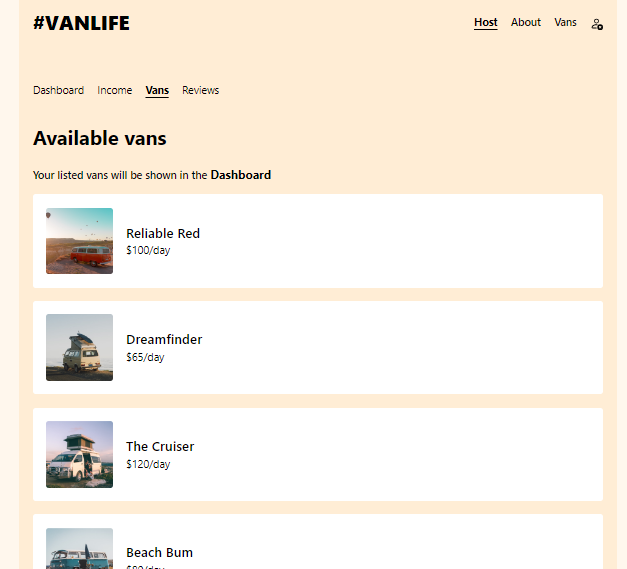 #VANLIFE
Host About Vans
Dashboard Income Vans Reviews
Available vans
Your listed vans will be shown in the Dashboard
Reliable Red
$100/day
Dreamfinder
$65/day
The Cruiser
$120/day
Beach Bum